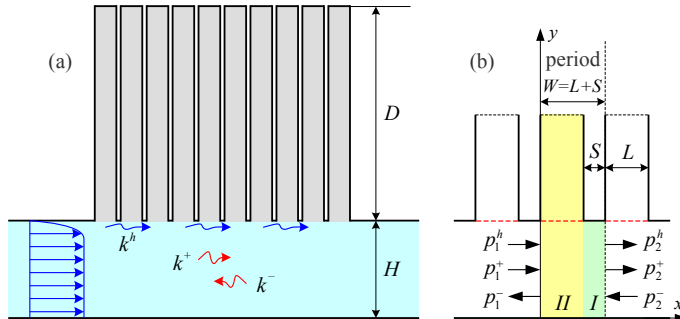 (a)
D
k^h
k^+
k^-
H
y
(b)
period
W=L+S
S
L
p_1^h
p_2^h
p_1^+
p_2^+
p_1^-
II
I
p_2^-
x